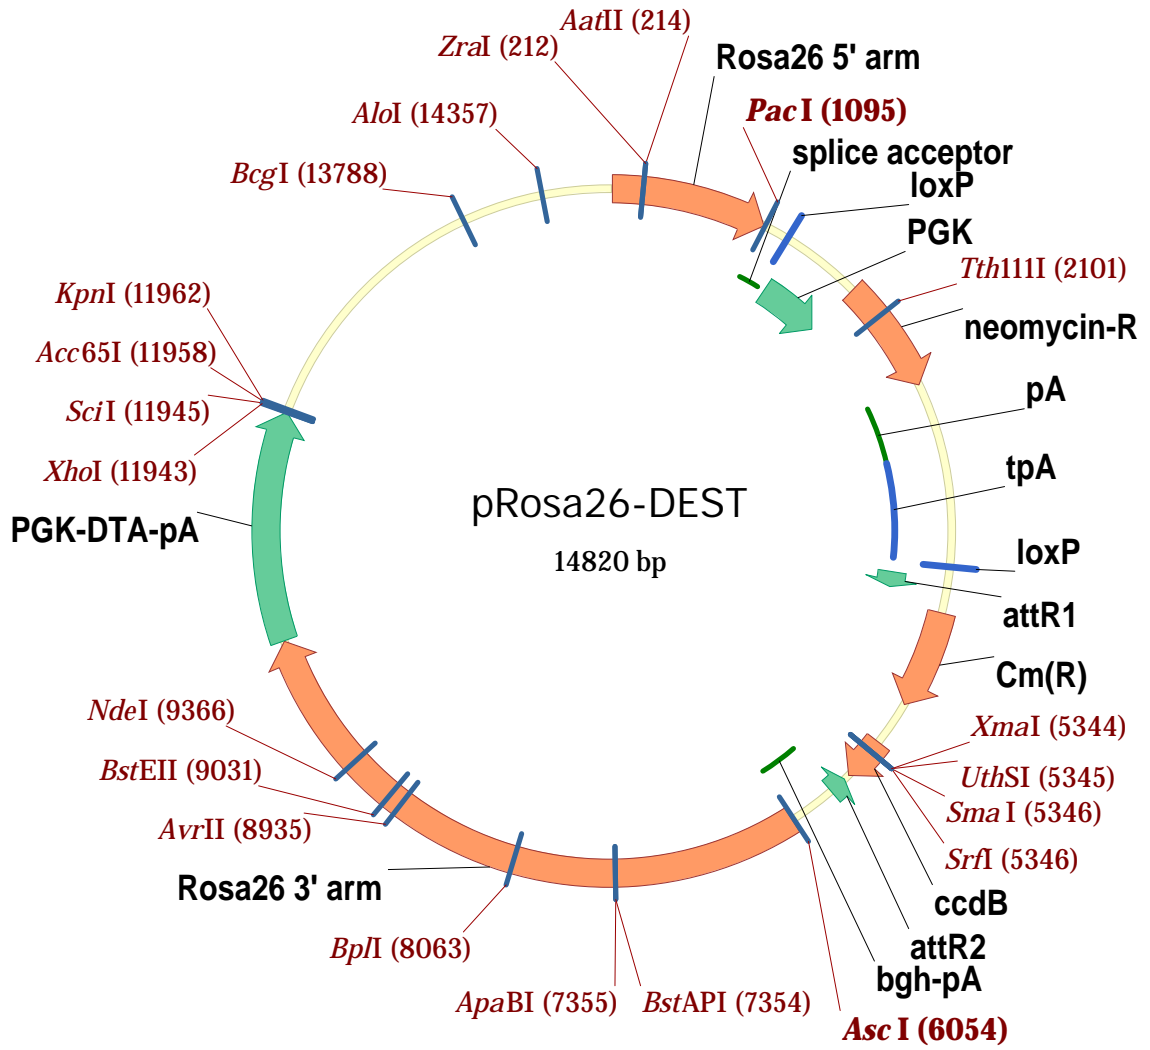 AatII (214)
ZraI (212)
Rosa26 5' arm
PacI (1095)
AloI (14357)
splice acceptor
BcgI (13788)
loxP
PGK
Tth111I (2101)
KpnI (11962)
neomycin-R
Acc65I (11958)
pA
SciI (11945)
XhoI (11943)
tpA
pRosa26-DEST
PGK-DTA-pA
loxP
14820 bp
attR1
Cm(R)
NdeI (9366)
XmaI (5344)
BstEII (9031)
UthSI (5345)
SmaI (5346)
AvrII (8935)
SrfI (5346)
Rosa26 3' arm
ccdB
BplI (8063)
attR2
bgh-pA
ApaBI (7355)
BstAPI (7354)
AscI (6054)